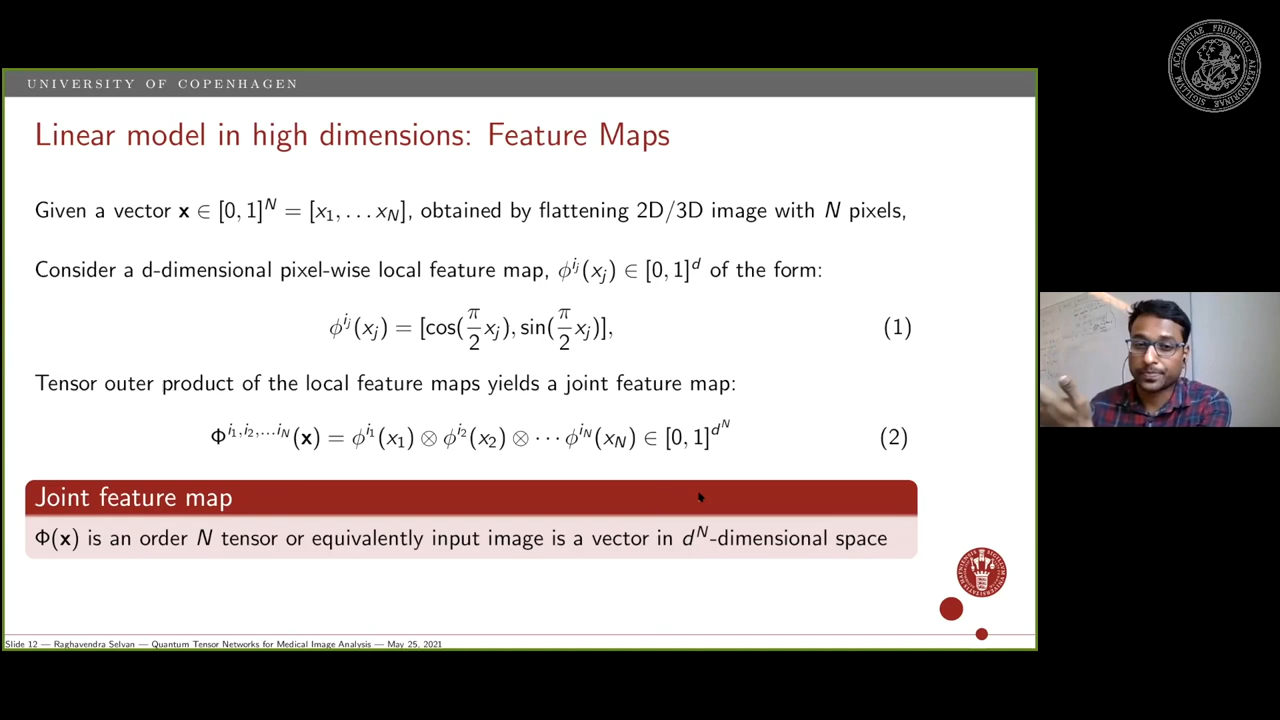 UNIVERSITY OF COPENHAGEN
Linear model in high dimensions: Feature Maps
Given a vector x ∈ [0, 1]^N = [x_1, . . . x_N], obtained by flattening 2D/3D image with N pixels,
Consider a d-dimensional pixel-wise local feature map, ϕ^{i_j}(x_j) ∈ [0, 1]^d of the form:
ϕ^{i_j}(x_j) = [cos(π/2 x_j), sin(π/2 x_j)], (1)
Tensor outer product of the local feature maps yields a joint feature map:
Φ^{i_1,i_2,...i_N}(x) = ϕ^{i_1}(x_1) ⊗ ϕ^{i_2}(x_2) ⊗ · · · ϕ^{i_N}(x_N) ∈ [0, 1]^{d^N} (2)
Joint feature map
Φ(x) is an order N tensor or equivalently input image is a vector in d^N-dimensional space
Slide 12 — Raghavendra Selvan — Quantum Tensor Networks for Medical Image Analysis — May 25, 2021
ACADEMIAE FRIDERICO ALEXANDRINAE SIGILLUM